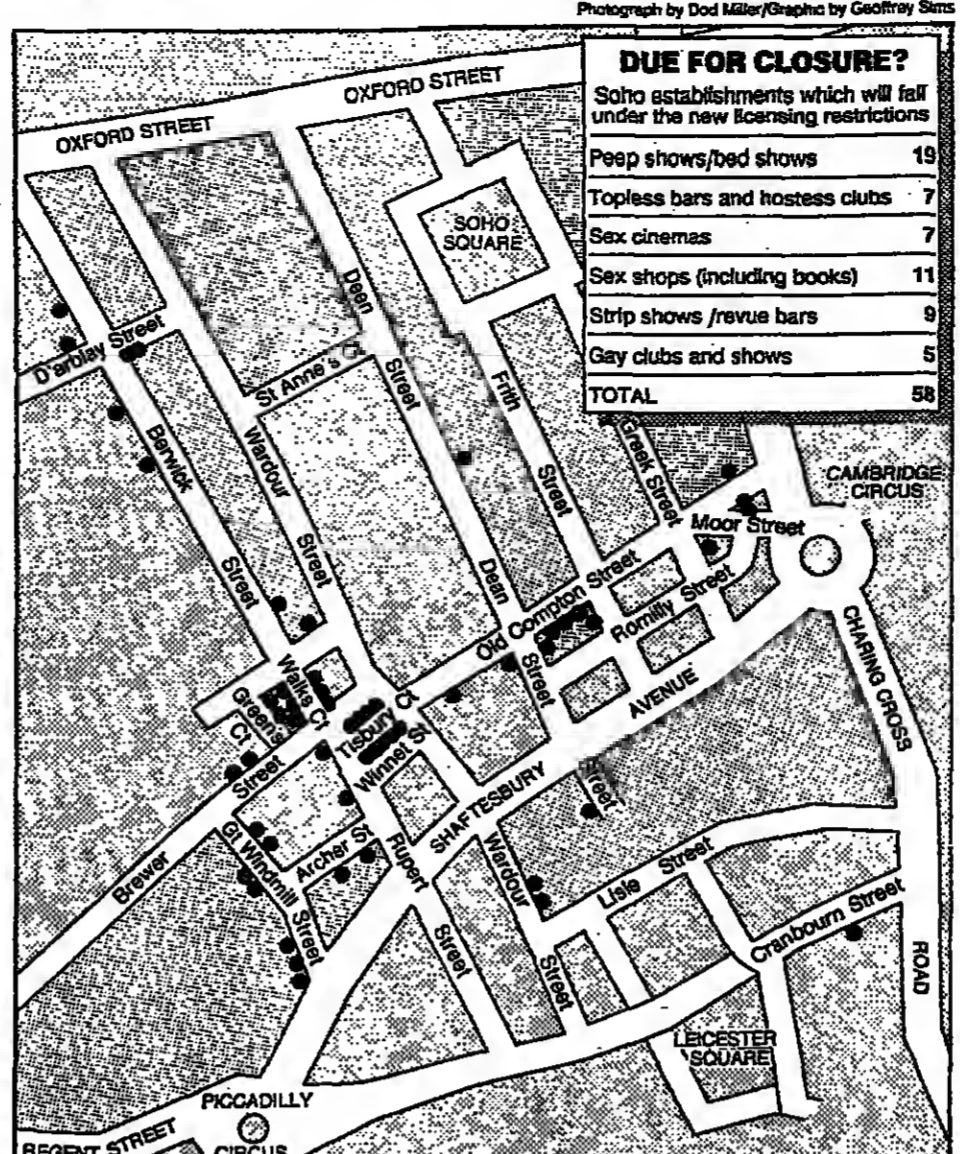 Photograph by Dod Miller/Graphic by Geoffrey Sims
DUE FOR CLOSURE?
Soho establishments which will fall
under the new licensing restrictions
Peep shows/bed shows 19
Topless bars and hostess clubs 7
Sex cinemas 7
Sex shops (including books) 11
Strip shows /revue bars 9
Gay clubs and shows 5
TOTAL 58
OXFORD STREET
OXFORD STREET
SOHO
SQUARE
D'arblay Street
St Anne's Ct
Dean
Street
Dean
Street
Frith
Street
Greek Street
Berwick
Street
Wardour
Street
CAMBRIDGE
CIRCUS
Moor Street
Old Compton Street
Romilly Street
CHARING CROSS
ROAD
Walkers Ct
Greens
Ct
Tisbury Ct
Winnet St
SHAFTESBURY
AVENUE
Street
Brewer
Street
Gt Windmill
Street
Archer St
Rupert
Street
Wardour
Street
Lisle Street
Cranbourn Street
LEICESTER
SQUARE
PICCADILLY
CIRCUS
REGENT STREET